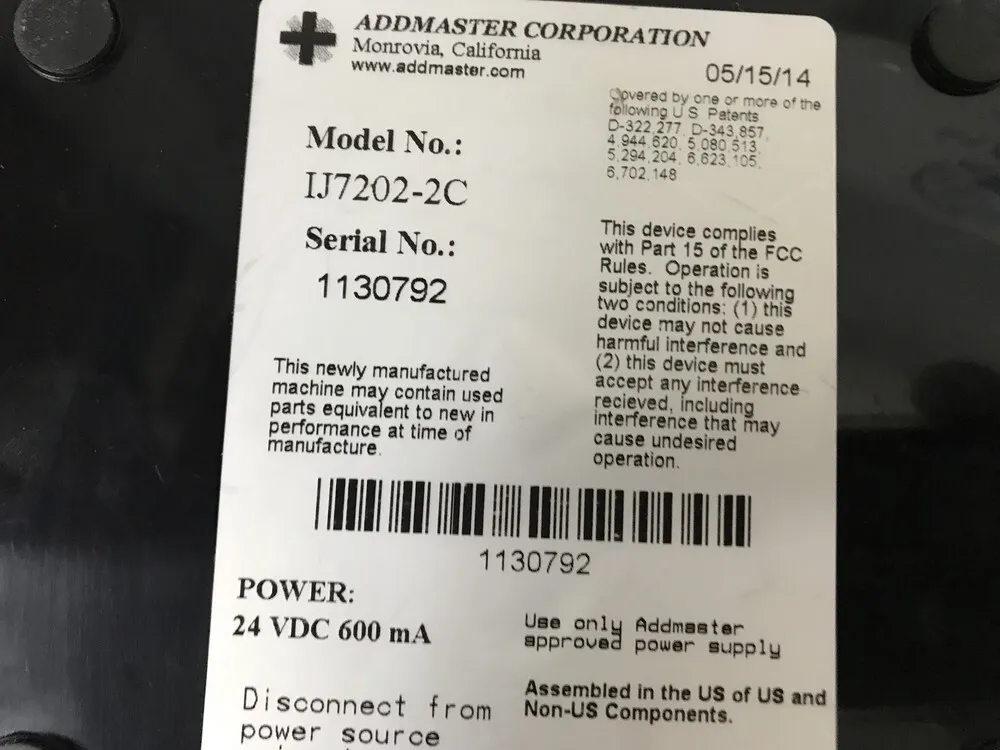 ADDMASTER CORPORATION
Monrovia, California
www.addmaster.com
05/15/14
Covered by one or more of the
following U S Patents
D-322,277, D-343,857,
4,944,620, 5,080,513,
5,294,204, 6,623,105,
6,702,148
Model No.:
IJ7202-2C
Serial No.:
1130792
This device complies
with Part 15 of the FCC
Rules. Operation is
subject to the following
two conditions: (1) this
device may not cause
harmful interference and
(2) this device must
accept any interference
recieved, including
interference that may
cause undesired
operation.
This newly manufactured
machine may contain used
parts equivalent to new in
performance at time of
manufacture.
1130792
POWER:
24 VDC 600 mA
Use only Addmaster
approved power supply
Assembled in the US of US and
Non-US Components.
Disconnect from
power source